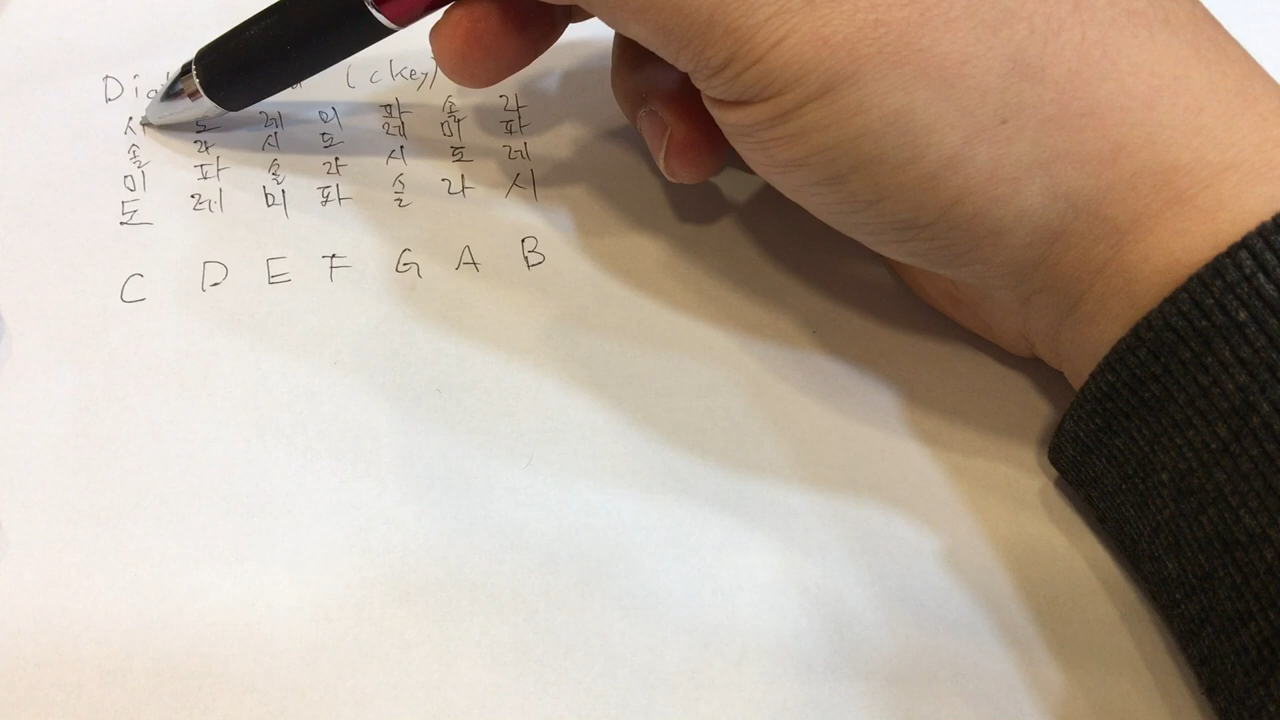 (c key)
시 도 레 미 파 솔 라
솔 라 시 도 레 미 파
미 파 솔 라 시 도 레
도 레 미 파 솔 라 시
C D E F G A B